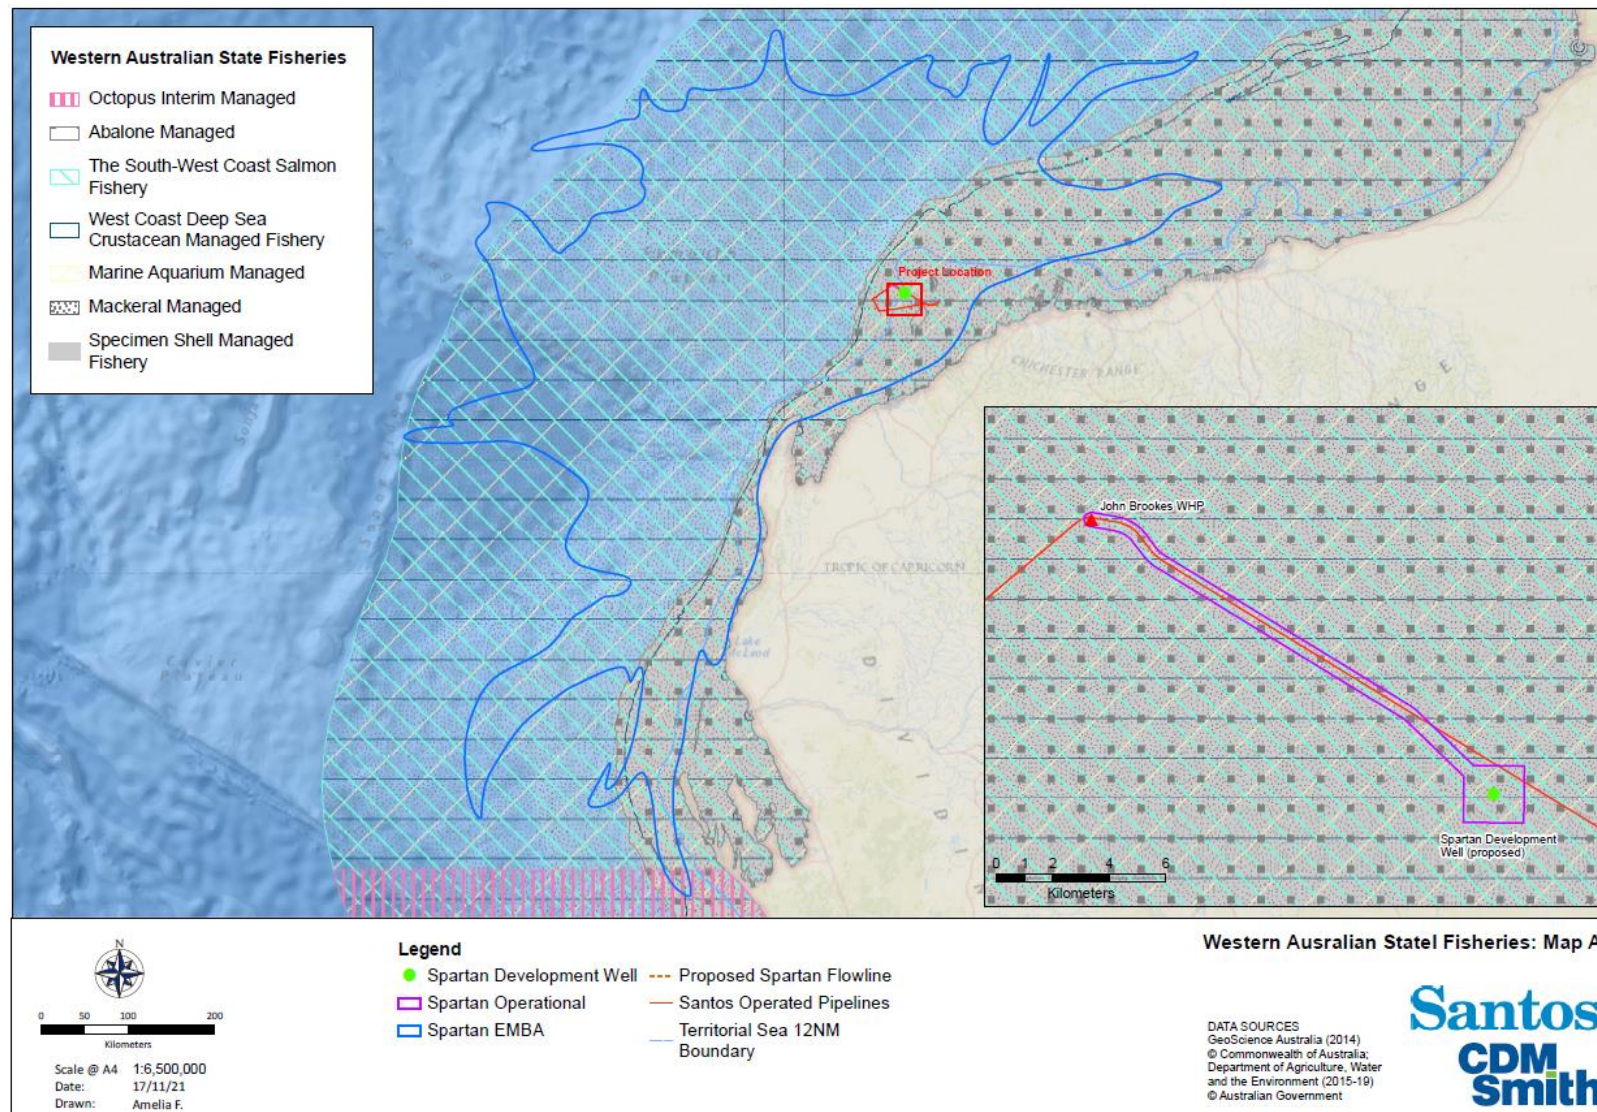 Western Australian State Fisheries
Octopus Interim Managed
Abalone Managed
The South-West Coast Salmon
Fishery
West Coast Deep Sea
Crustacean Managed Fishery
Marine Aquarium Managed
Mackeral Managed
Specimen Shell Managed
Fishery
Project Location
CHICHESTER RANGE
TROPIC OF CAPRICORN
Lake
McLeod
Cuvier
Plateau
John Brookes WHP
Spartan Development
Well (proposed)
0 1 2 4 6
Kilometers
N
0 50 100 200
Kilometers
Scale @ A4 1:6,500,000
Date: 17/11/21
Drawn: Amelia F.
Legend
Spartan Development Well
Spartan Operational
Spartan EMBA
Proposed Spartan Flowline
Santos Operated Pipelines
Territorial Sea 12NM
Boundary
Western Ausralian Statel Fisheries: Map A
DATA SOURCES
GeoScience Australia (2014)
© Commonwealth of Australia;
Department of Agriculture, Water
and the Environment (2015-19)
© Australian Government
Santos
CDM
Smith